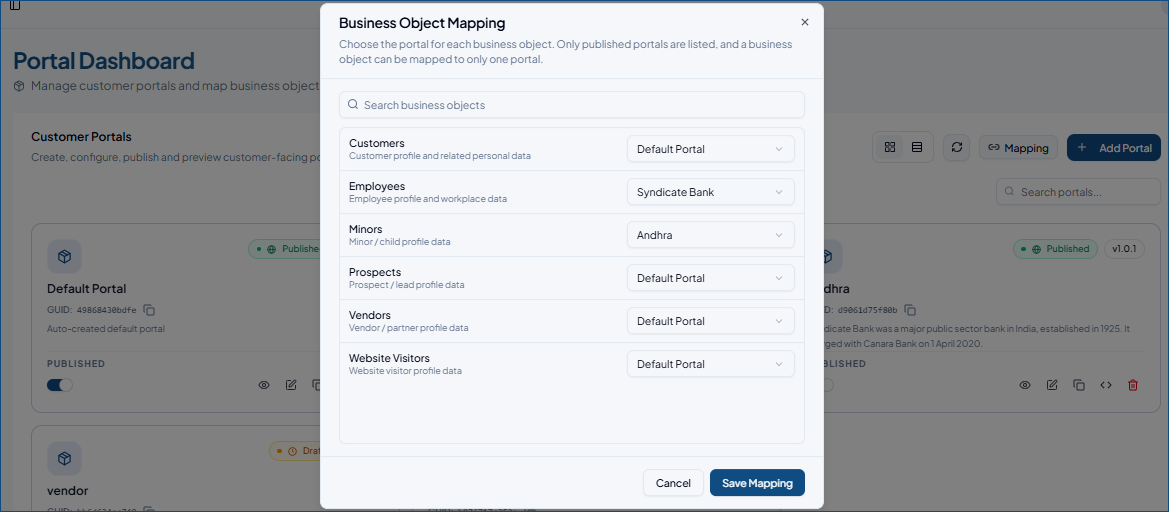 Business Object Mapping
Choose the portal for each business object. Only published portals are listed, and a business
object can be mapped to only one portal.
Search business objects
Customers
Customer profile and related personal data
Default Portal
Employees
Employee profile and workplace data
Syndicate Bank
Minors
Minor / child profile data
Andhra
Prospects
Prospect / lead profile data
Default Portal
Vendors
Vendor / partner profile data
Default Portal
Website Visitors
Website visitor profile data
Default Portal
Cancel
Save Mapping
Portal Dashboard
Manage customer portals and map business object
Customer Portals
Create, configure, publish and preview customer-facing po
Mapping
+ Add Portal
Search portals...
Publishe
Default Portal
GUID: 49868430bdfe
Auto-created default portal
PUBLISHED
Published
v1.0.1
dhra
D: d9061d75f80b
dicate Bank was a major public sector bank in India, established in 1925. It
ged with Canara Bank on 1 April 2020.
BLISHED
Draf
vendor